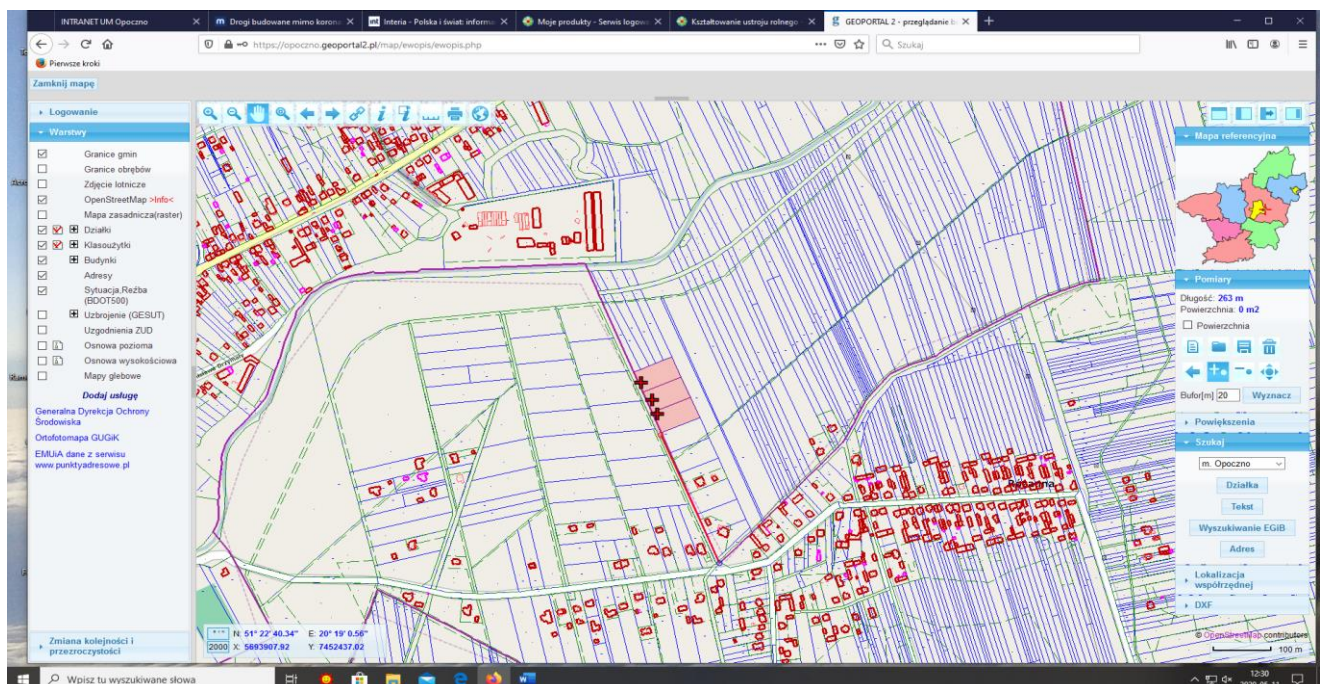 INTRANET UM Opoczno
Drogi budowane mimo koron
Interia - Polska i świat: informa
Moje produkty - Serwis logow
Kształtowanie ustroju rolnego
GEOPORTAL 2 - przeglądanie b
https://opoczno.geoportal2.pl/map/ewopis/ewopis.php
Szukaj
Pierwsze kroki
Zamknij mapę
Logowanie
Warstwy
Granice gmin
Granice obrębów
Zdjęcie lotnicze
OpenStreetMap >Info<
Mapa zasadnicza(raster)
Działki
Klasoużytki
Budynki
Adresy
Sytuacja,Rzeźba
(BDOT500)
Uzbrojenie (GESUT)
Uzgodnienia ZUD
Osnowa pozioma
Osnowa wysokościowa
Mapy glebowe
Dodaj usługę
Generalna Dyrekcja Ochrony
Środowiska
Ortofotomapa GUGiK
EMUiA dane z serwisu
www.punktyadresowe.pl
Zmiana kolejności i
przezroczystości
N: 51° 22' 40.34" E: 20° 19' 0.56"
2000 X: 5693907.92 Y: 7452437.02
Mapa referencyjna
Pomiary
Długość: 263 m
Powierzchnia: 0 m2
Powierzchnia
Bufor[m] 20 Wyznacz
Powiększenia
Szukaj
m. Opoczno
Działka
Tekst
Wyszukiwanie EGiB
Adres
Lokalizacja
współrzędnej
DXF
© OpenStreetMap contributors
100 m
Wpisz tu wyszukiwane słowa
12:30